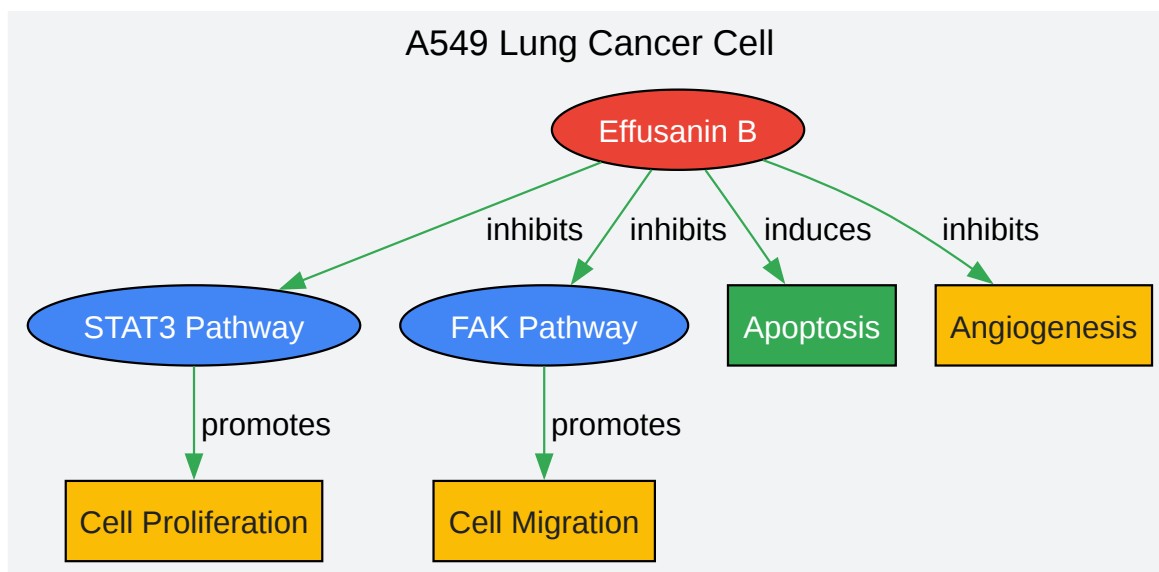 A549 Lung Cancer Cell
Effusanin B
inhibits
inhibits
induces
inhibits
STAT3 Pathway
FAK Pathway
Apoptosis
Angiogenesis
promotes
promotes
Cell Proliferation
Cell Migration